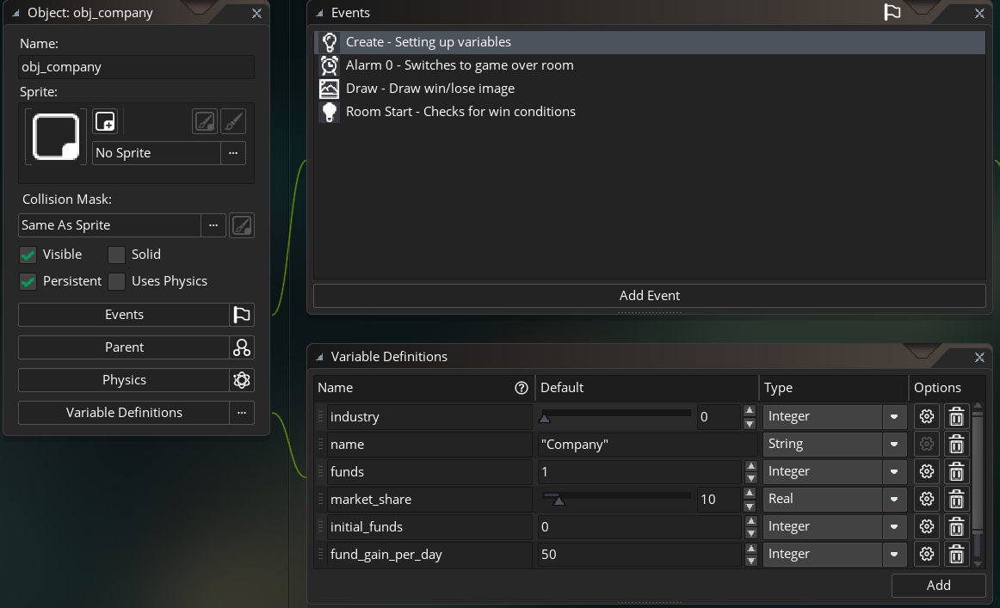 Object: obj_company
Name:
obj_company
Sprite:
No Sprite
...
Collision Mask:
Same As Sprite
...
Visible
Solid
Persistent
Uses Physics
Events
Parent
Physics
Variable Definitions
...
Events
Create - Setting up variables
Alarm 0 - Switches to game over room
Draw - Draw win/lose image
Room Start - Checks for win conditions
Add Event
Variable Definitions
Name ? Default Type Options
industry 0 Integer
name "Company" String
funds 1 Integer
market_share 10 Real
initial_funds 0 Integer
fund_gain_per_day 50 Integer
Add